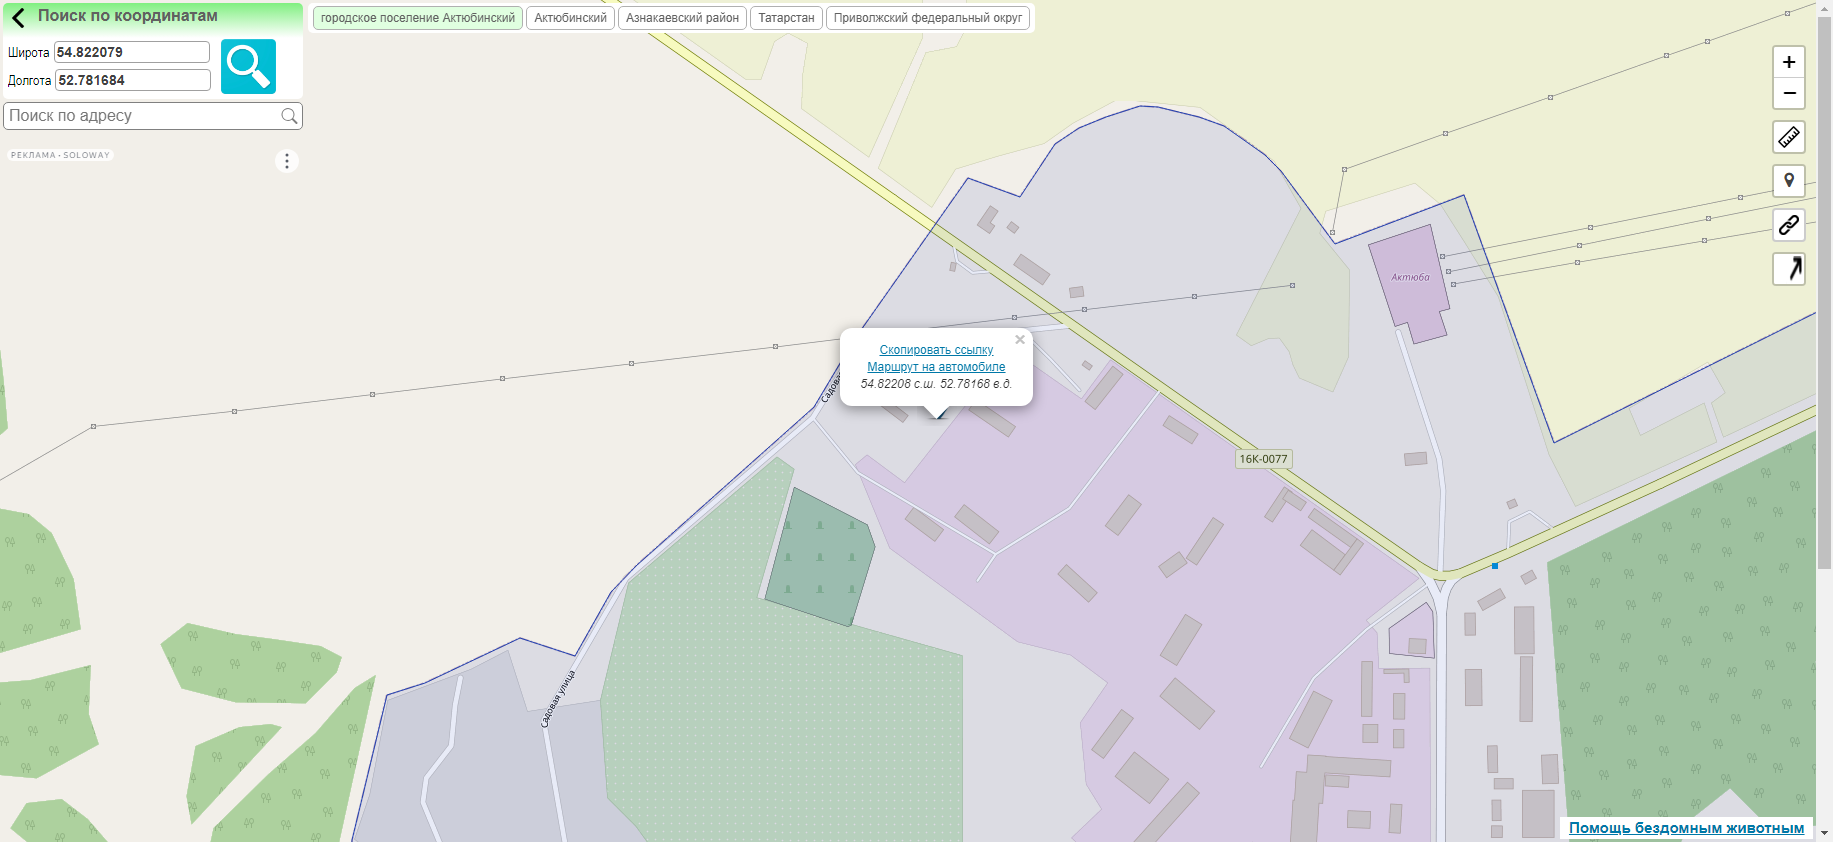 Поиск по координатам
Широта 54.822079
Долгота 52.781684
Поиск по адресу
РЕКЛАМА • SOLOWAY
городское поселение Актюбинский
Актюбинский
Азнакаевский район
Татарстан
Приволжский федеральный округ
+
−
Актюба
Скопировать ссылку
×
Маршрут на автомобиле
54.82208 с.ш. 52.78168 в.д.
16К-0077
Садовая улица
Помощь бездомным животным